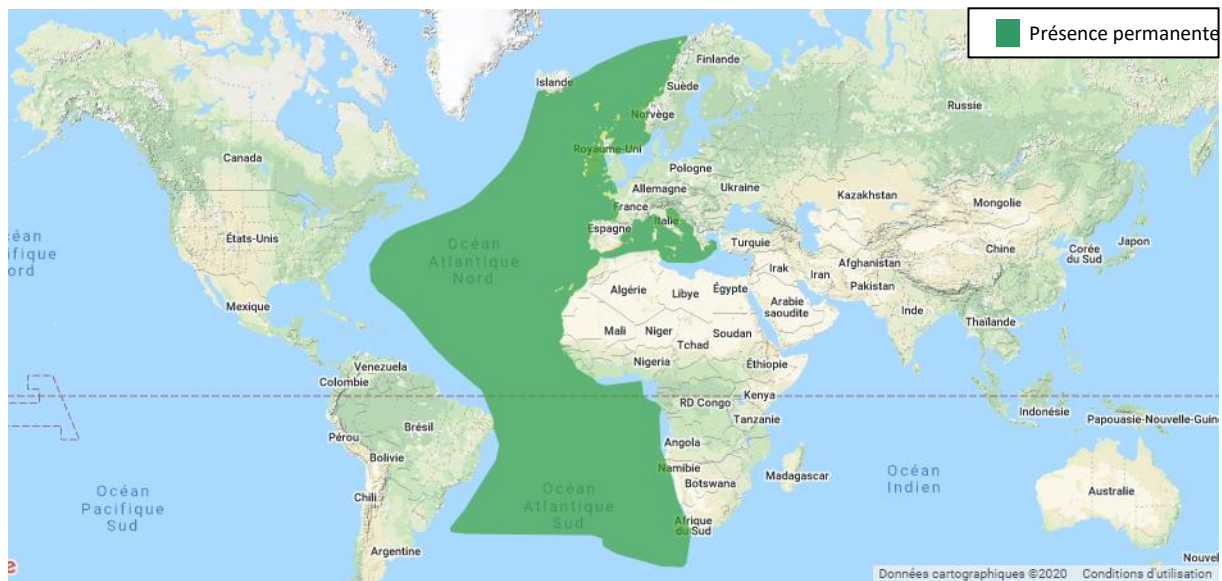 Présence permanente
Finlande
Islande
Suède
Russie
Norvège
Canada
Royaume-Uni
Pologne
Allemagne
Ukraine
Kazakhstan
Mongolie
France
Italie
Espagne
États-Unis
Océan
Atlantique
Nord
Turquie
Chine
Corée
du Sud
Japon
céan
ifique
ord
Afghanistan
Irak
Iran
Pakistan
Algérie
Libye
Égypte
Arabie
saoudite
Inde
Mexique
Mali
Niger
Tchad
Soudan
Thaïlande
Nigeria
Éthiopie
Venezuela
Colombie
RD Congo
Kenya
Tanzanie
Indonésie
Papouasie-Nouvelle-Guin
Pérou
Brésil
Bolivie
Angola
Namibie
Botswana
Madagascar
Océan
Indien
Australie
Océan
Pacifique
Sud
Chili
Océan
Atlantique
Sud
Afrique
du Sud
Argentine
Nouvel
e
Données cartographiques ©2020 Conditions d'utilisation